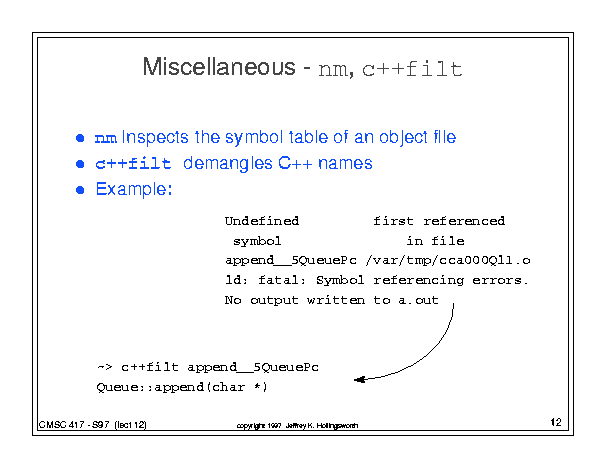 Miscellaneous - nm, c++filt
● nm Inspects the symbol table of an object file
● c++filt demangles C++ names
● Example:
Undefined first referenced
symbol in file
append__5QueuePc /var/tmp/cca000Qll.o
ld: fatal: Symbol referencing errors.
No output written to a.out
~> c++filt append__5QueuePc
Queue::append(char *)
CMSC 417 - S97 (lect 12) copyright 1997 Jeffrey K. Hollingsworth 12